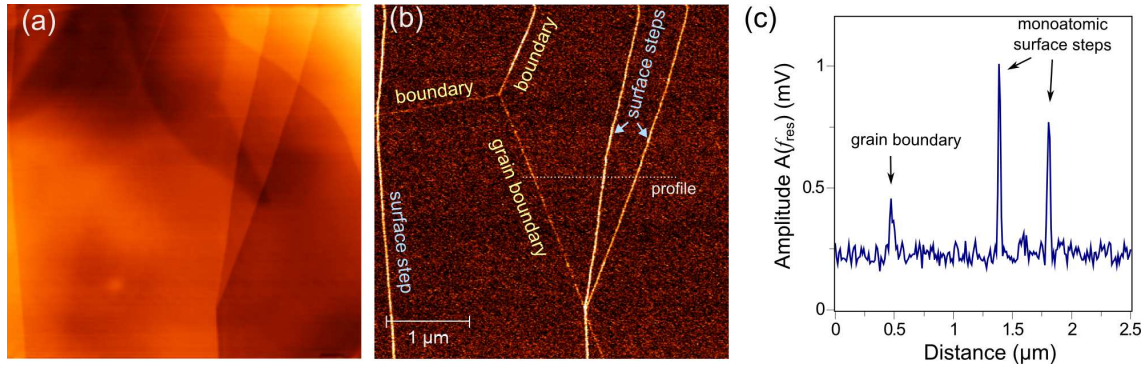 (a)
(b)
boundary
boundary
surface steps
grain boundary
profile
surface step
1 µm
(c)
monoatomic
surface steps
grain boundary
Amplitude A(fres) (mV)
1
0.5
0
0
0.5
1
1.5
2
2.5
Distance (µm)